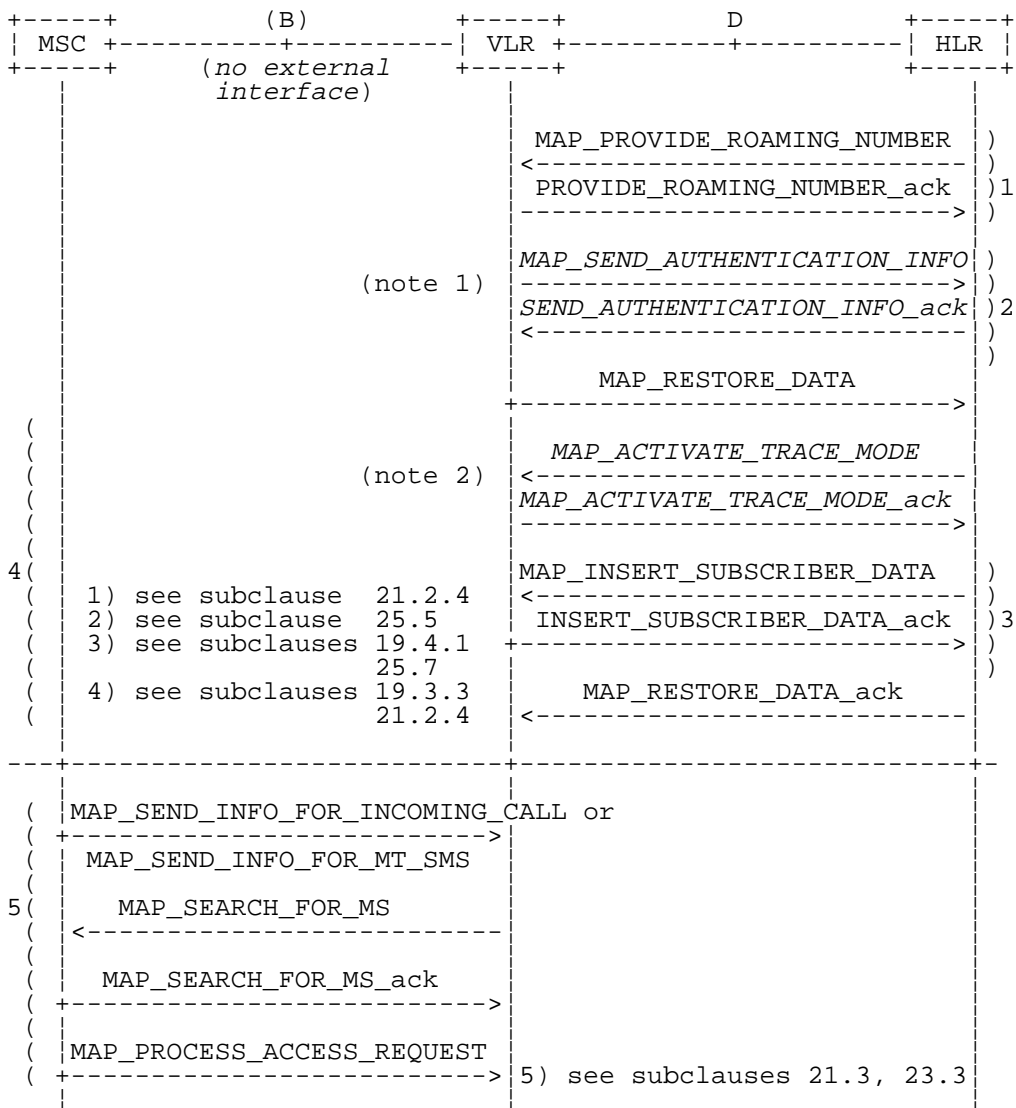 (B) D
MSC VLR HLR
(no external
interface)
MAP_PROVIDE_ROAMING_NUMBER )
)
PROVIDE_ROAMING_NUMBER_ack )1
)
MAP_SEND_AUTHENTICATION_INFO )
(note 1) )
SEND_AUTHENTICATION_INFO_ack )2
)
)
MAP_RESTORE_DATA
(
( MAP_ACTIVATE_TRACE_MODE
( (note 2)
( MAP_ACTIVATE_TRACE_MODE_ack
(
(
4( MAP_INSERT_SUBSCRIBER_DATA )
( 1) see subclause 21.2.4 )
( 2) see subclause 25.5 INSERT_SUBSCRIBER_DATA_ack )3
( 3) see subclauses 19.4.1 )
( 25.7 )
( 4) see subclauses 19.3.3 MAP_RESTORE_DATA_ack
( 21.2.4
( MAP_SEND_INFO_FOR_INCOMING_CALL or
(
( MAP_SEND_INFO_FOR_MT_SMS
(
5( MAP_SEARCH_FOR_MS
(
(
( MAP_SEARCH_FOR_MS_ack
(
(
( MAP_PROCESS_ACCESS_REQUEST
( 5) see subclauses 21.3, 23.3